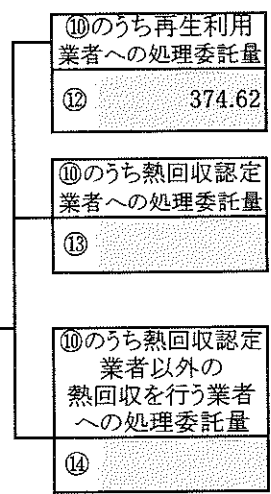 ⑩のうち再生利用
業者への処理委託量
⑫ 374.62
⑩のうち熱回収認定
業者への処理委託量
⑬
⑩のうち熱回収認定
業者以外の
熱回収を行う業者
への処理委託量
⑭